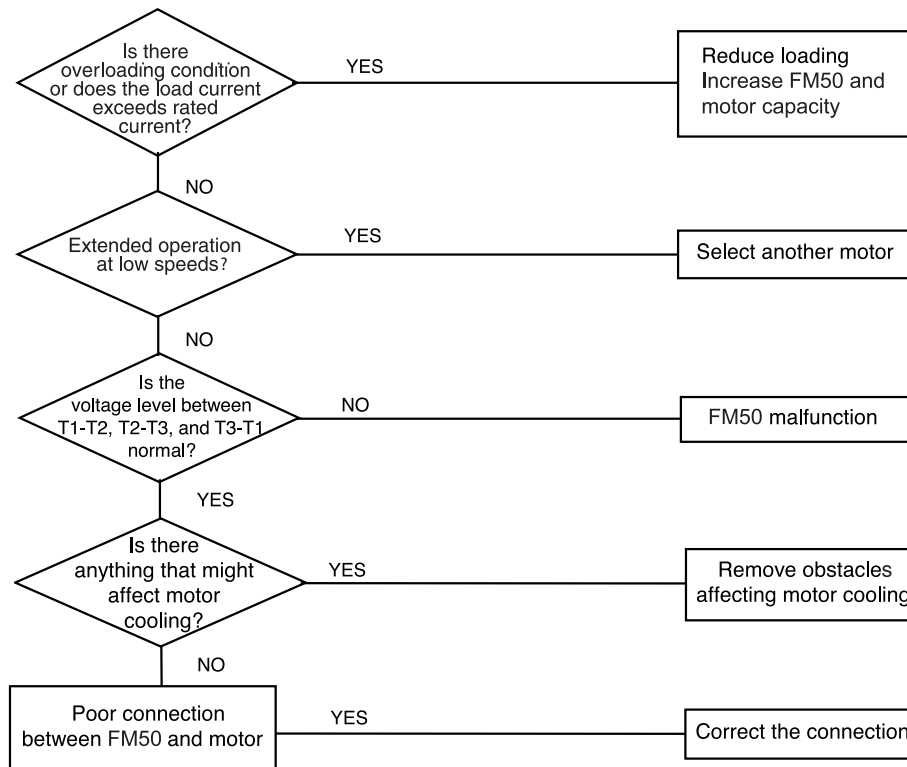 Is there
overloading condition
or does the load current
exceeds rated
current?
YES
Reduce loading
Increase FM50 and
motor capacity
NO
Extended operation
at low speeds?
YES
Select another motor
NO
Is the
voltage level between
T1-T2, T2-T3, and T3-T1
normal?
NO
FM50 malfunction
YES
Is there
anything that might
affect motor
cooling?
YES
Remove obstacles
affecting motor cooling
NO
Poor connection
between FM50 and motor
YES
Correct the connection